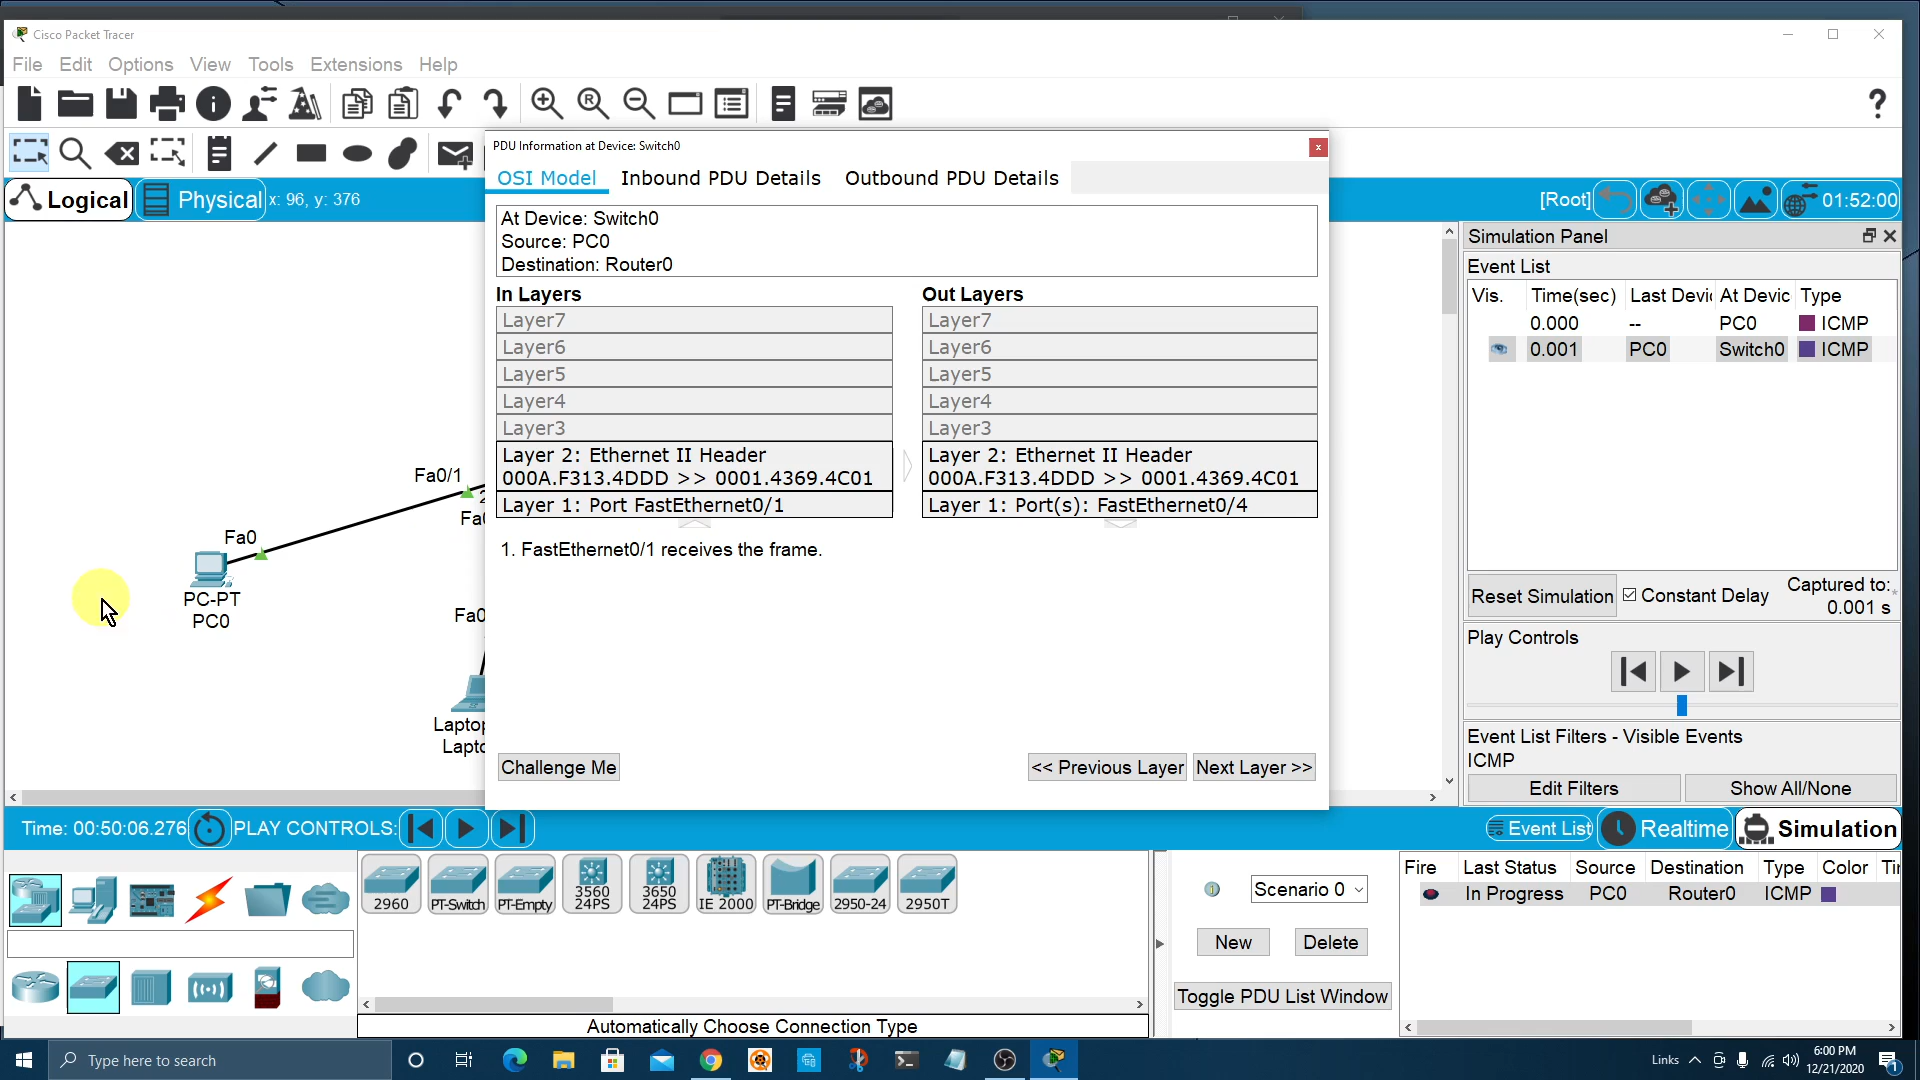 Cisco Packet Tracer
File Edit Options View Tools Extensions Help
PDU Information at Device: Switch0
OSI Model Inbound PDU Details Outbound PDU Details
Logical Physical x: 96, y: 376
[Root] 01:52:00
At Device: Switch0
Source: PC0
Destination: Router0
In Layers Out Layers
Layer7 Layer7
Layer6 Layer6
Layer5 Layer5
Layer4 Layer4
Layer3 Layer3
Layer 2: Ethernet II Header Layer 2: Ethernet II Header
000A.F313.4DDD >> 0001.4369.4C01 000A.F313.4DDD >> 0001.4369.4C01
Layer 1: Port FastEthernet0/1 Layer 1: Port(s): FastEthernet0/4
1. FastEthernet0/1 receives the frame.
Challenge Me << Previous Layer Next Layer >>
Fa0/1
2
Fa0
PC-PT
PC0
Fa0
Simulation Panel
Event List
Vis. Time(sec) Last Devic At Devic Type
0.000 -- PC0 ICMP
0.001 PC0 Switch0 ICMP
Reset Simulation Constant Delay Captured to:
0.001 s
Play Controls
Event List Filters - Visible Events
ICMP
Edit Filters Show All/None
Time: 00:50:06.276 PLAY CONTROLS:
Event List Realtime Simulation
2960 PT-Switch PT-Empty 3560 24PS 3650 24PS IE 2000 PT-Bridge 2950-24 2950T
Automatically Choose Connection Type
Scenario 0
New Delete
Toggle PDU List Window
Fire Last Status Source Destination Type Color
In Progress PC0 Router0 ICMP
Type here to search
Links 6:00 PM
12/21/2020
1